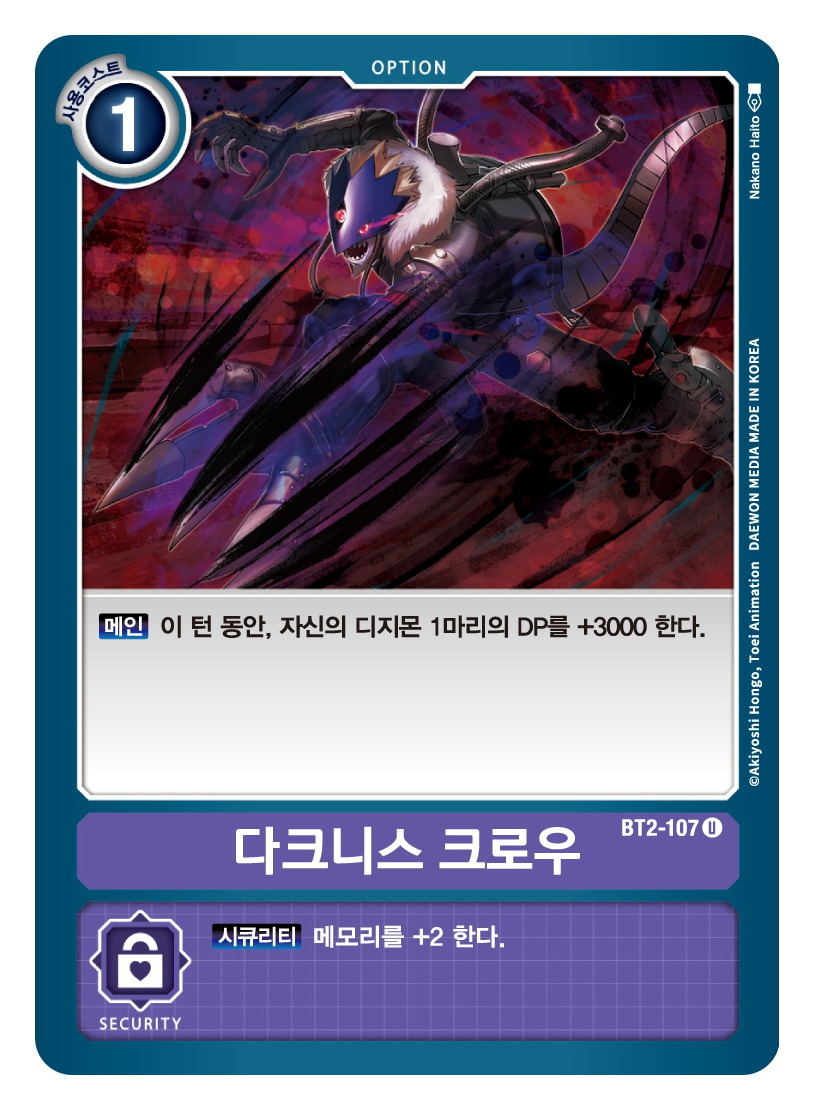 OPTION
사용코스트
1
Nakano Haito
©Akiyoshi Hongo, Toei Animation DAEWON MEDIA MADE IN KOREA
메인 이 턴 동안, 자신의 디지몬 1마리의 DP를 +3000 한다.
BT2-107 U
다크니스 크로우
시큐리티 메모리를 +2 한다.
SECURITY